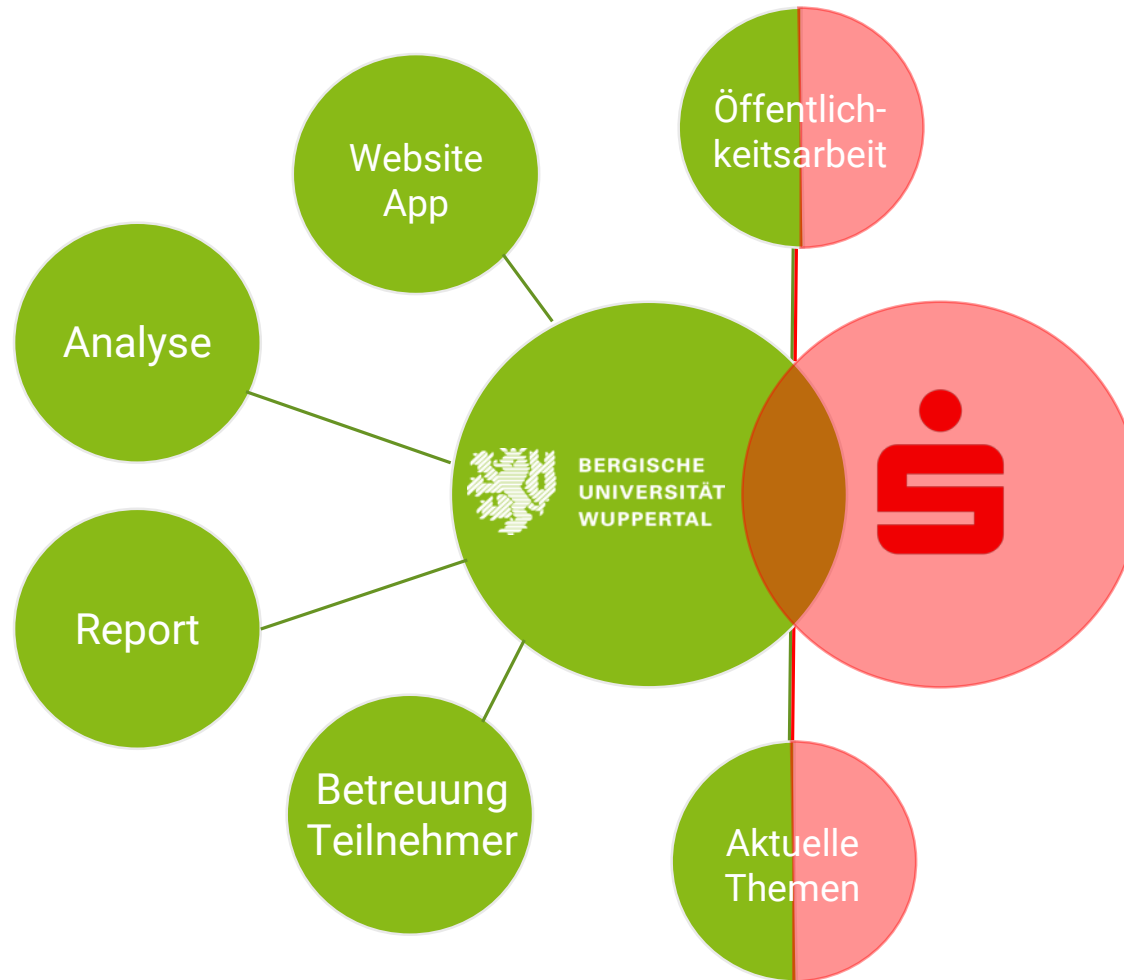 Öffentlich-
keitsarbeit
Website
App
Analyse
BERGISCHE
UNIVERSITÄT
WUPPERTAL
Report
Betreuung
Teilnehmer
Aktuelle
Themen